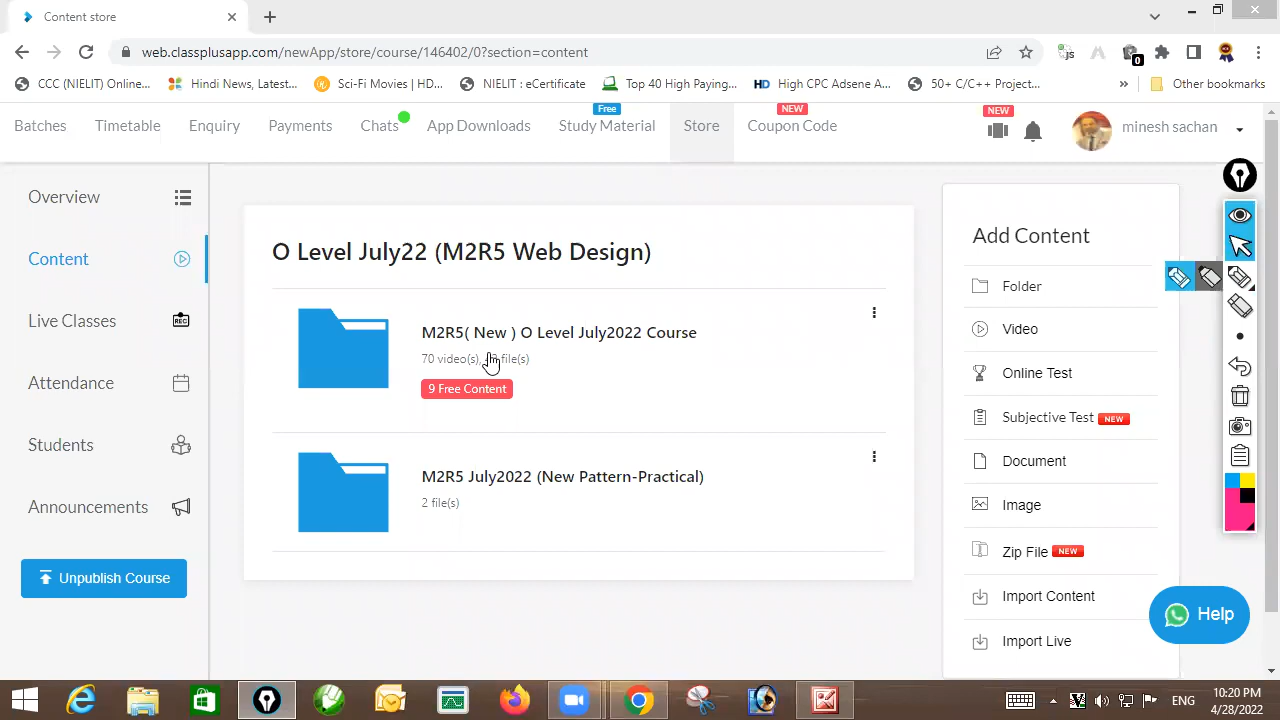 Content store
web.classplusapp.com/newApp/store/course/146402/0?section=content
JS
0
CCC (NIELIT) Online...
Hindi News, Latest...
Sci-Fi Movies | HD...
NIELIT : eCertificate
Top 40 High Paying...
HD
High CPC Adsene A...
50+ C/C++ Project...
»
Other bookmarks
Batches
Timetable
Enquiry
Payments
Chats
App Downloads
Free
Study Material
Store
NEW
Coupon Code
NEW
minesh sachan
Overview
Content
Live Classes
REC
Attendance
Students
Announcements
Unpublish Course
O Level July22 (M2R5 Web Design)
M2R5( New ) O Level July2022 Course
70 video(s), file(s)
9 Free Content
M2R5 July2022 (New Pattern-Practical)
2 file(s)
Add Content
Folder
Video
Online Test
Subjective Test NEW
Document
Image
Zip File NEW
Import Content
Import Live
Help
ENG
10:20 PM
4/28/2022